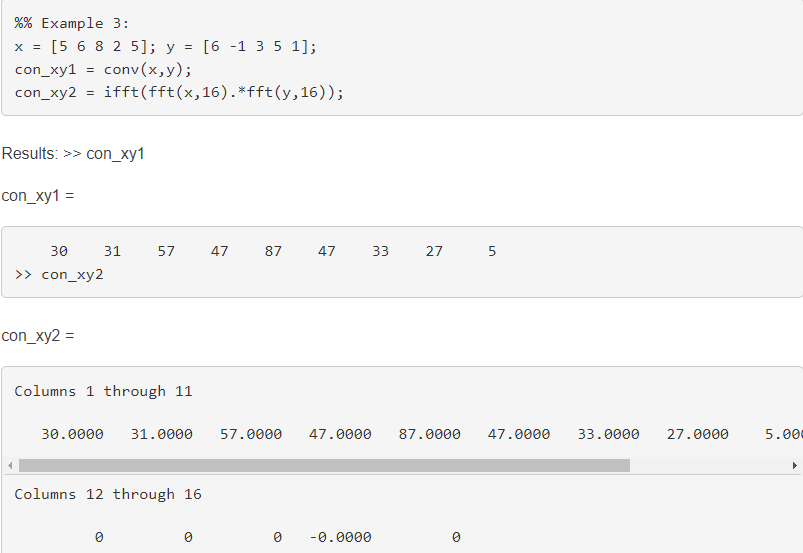 %% Example 3:
x = [5 6 8 2 5]; y = [6 -1 3 5 1];
con_xy1 = conv(x,y);
con_xy2 = ifft(fft(x,16).*fft(y,16));
Results: >> con_xy1
con_xy1 =
30 31 57 47 87 47 33 27 5
>> con_xy2
con_xy2 =
Columns 1 through 11
30.0000 31.0000 57.0000 47.0000 87.0000 47.0000 33.0000 27.0000 5.00
Columns 12 through 16
0 0 0 -0.0000 0